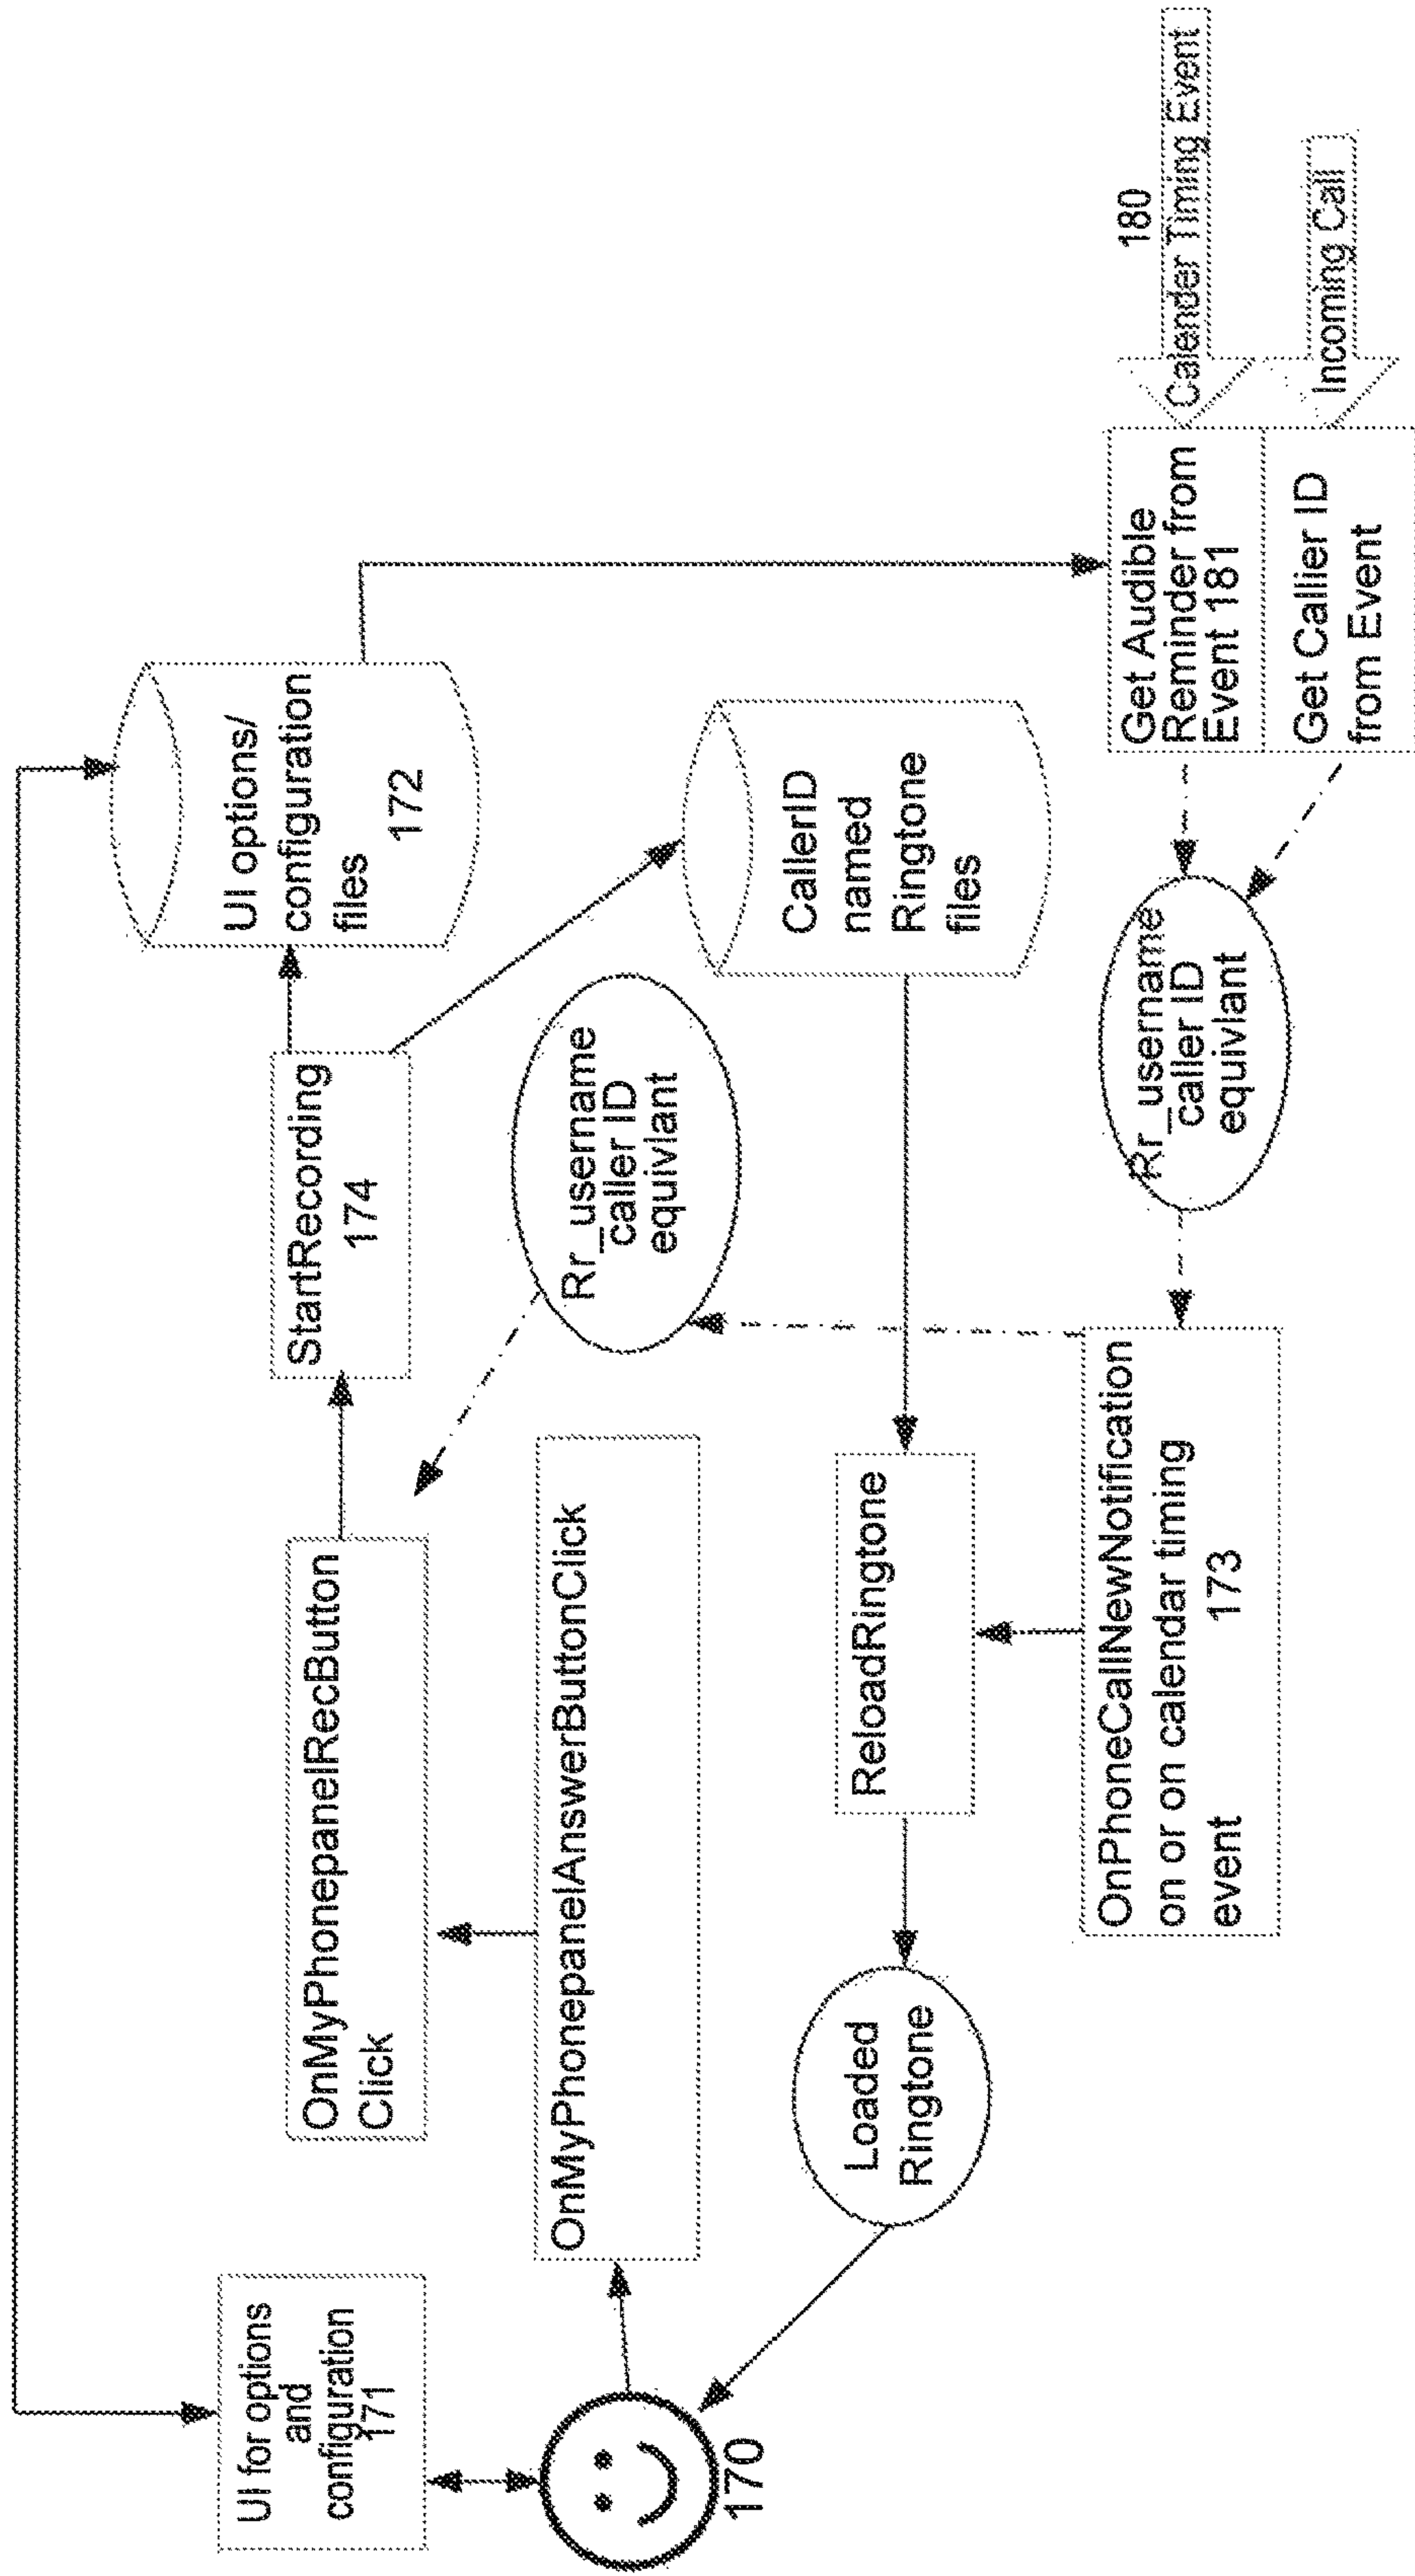 UI for options
and
configuration
171
UI options/
configuration
files
172
OnMyPhonepanelRecButton
Click
StartRecording
174
170
OnMyPhonepanelAnswerButtonClick
Rr_username
_caller ID
equivlant
Loaded
Ringtone
ReloadRingtone
CallerID
named
Ringtone
files
OnPhoneCallNewNotification
on or on calendar timing
event 173
Rr_username
_caller ID
equivlant
Get Audible
Reminder from
Event 181
Get Callier ID
from Event
180
Calender Timing Event
Incoming Call